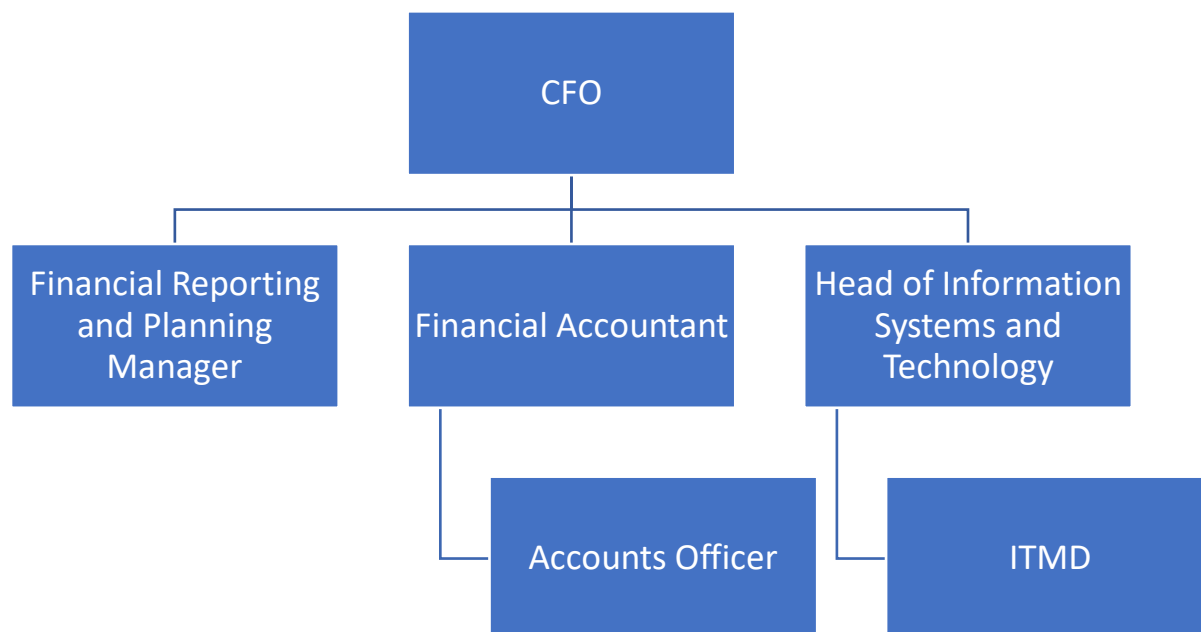 CFO
Financial Reporting
and Planning
Manager
Financial Accountant
Head of Information
Systems and
Technology
Accounts Officer
ITMD